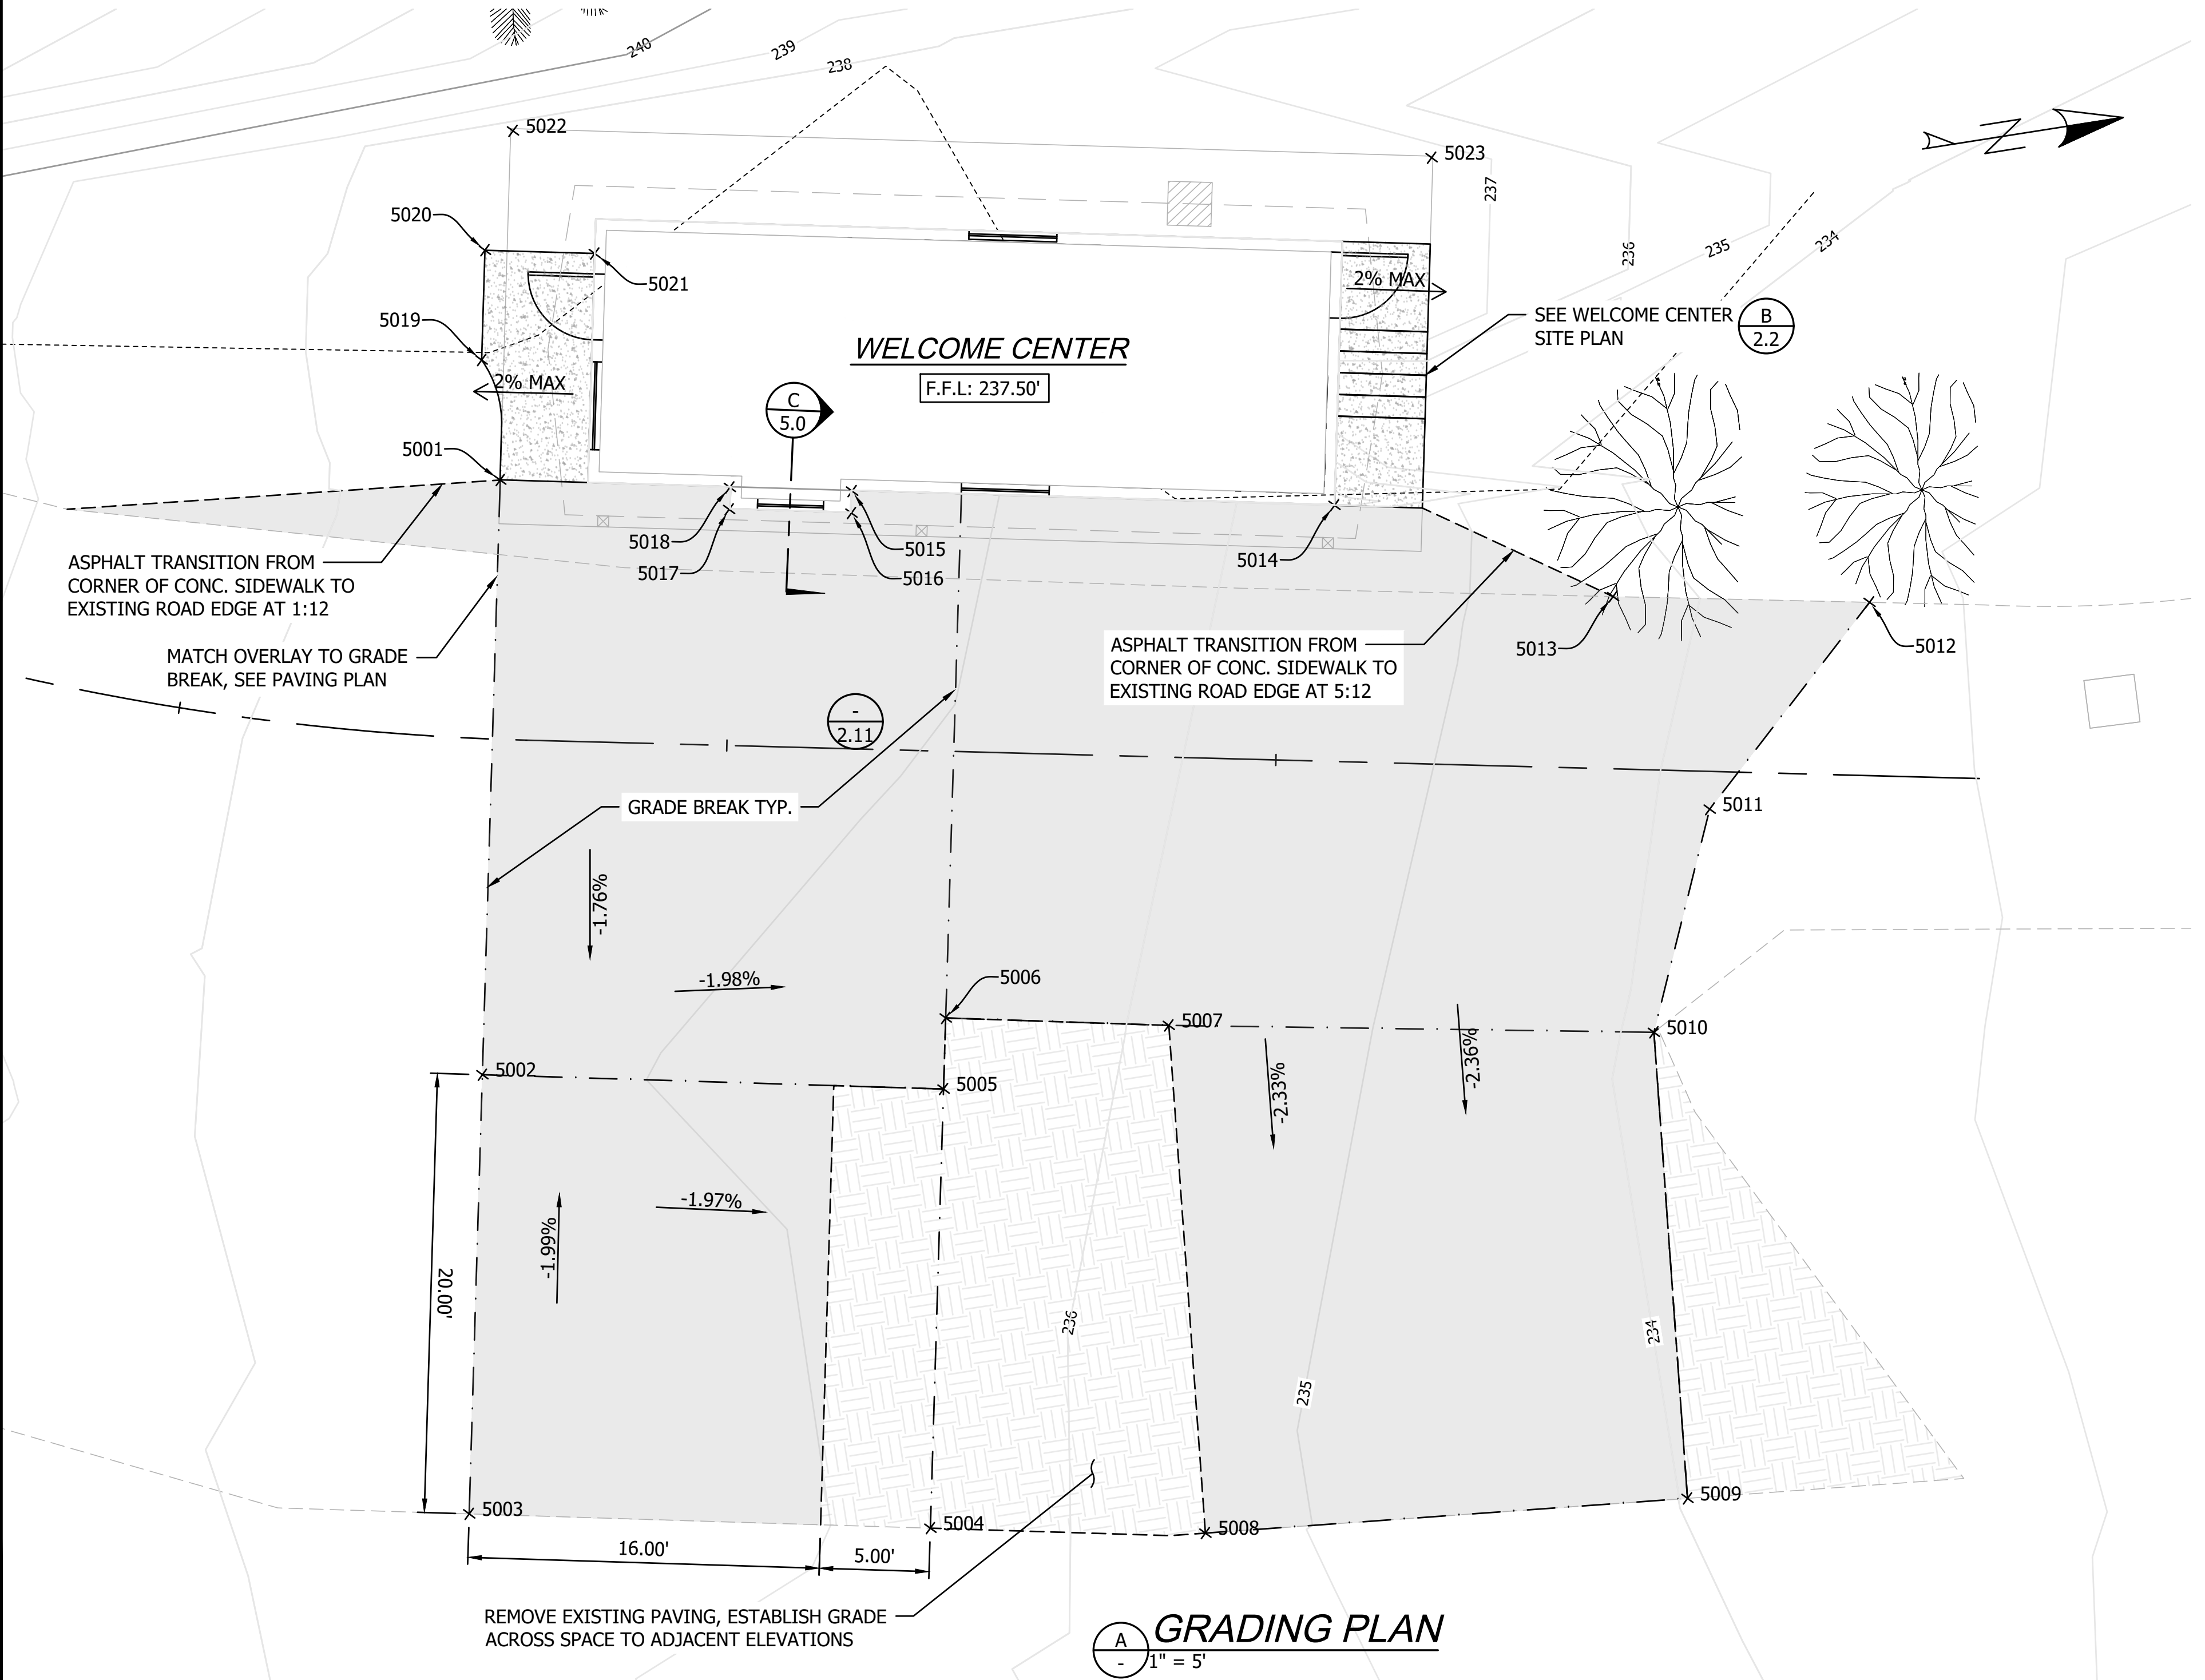 240
239
238
5022
5023
N
237
236
235
234
5020
5021
5019
2% MAX
2% MAX
SEE WELCOME CENTER
SITE PLAN
B
2.2
WELCOME CENTER
F.F.L: 237.50'
C
5.0
5001
5018
5017
5015
5016
5014
5013
5012
ASPHALT TRANSITION FROM
CORNER OF CONC. SIDEWALK TO
EXISTING ROAD EDGE AT 1:12
MATCH OVERLAY TO GRADE
BREAK, SEE PAVING PLAN
ASPHALT TRANSITION FROM
CORNER OF CONC. SIDEWALK TO
EXISTING ROAD EDGE AT 5:12
-
2.11
GRADE BREAK TYP.
5011
-1.76%
-1.98%
5006
5007
5010
5002
5005
-2.33%
-2.36%
-1.97%
-1.99%
20.00'
236
235
234
5003
5004
5008
5009
16.00'
5.00'
REMOVE EXISTING PAVING, ESTABLISH GRADE
ACROSS SPACE TO ADJACENT ELEVATIONS
A
-
GRADING PLAN
1" = 5'